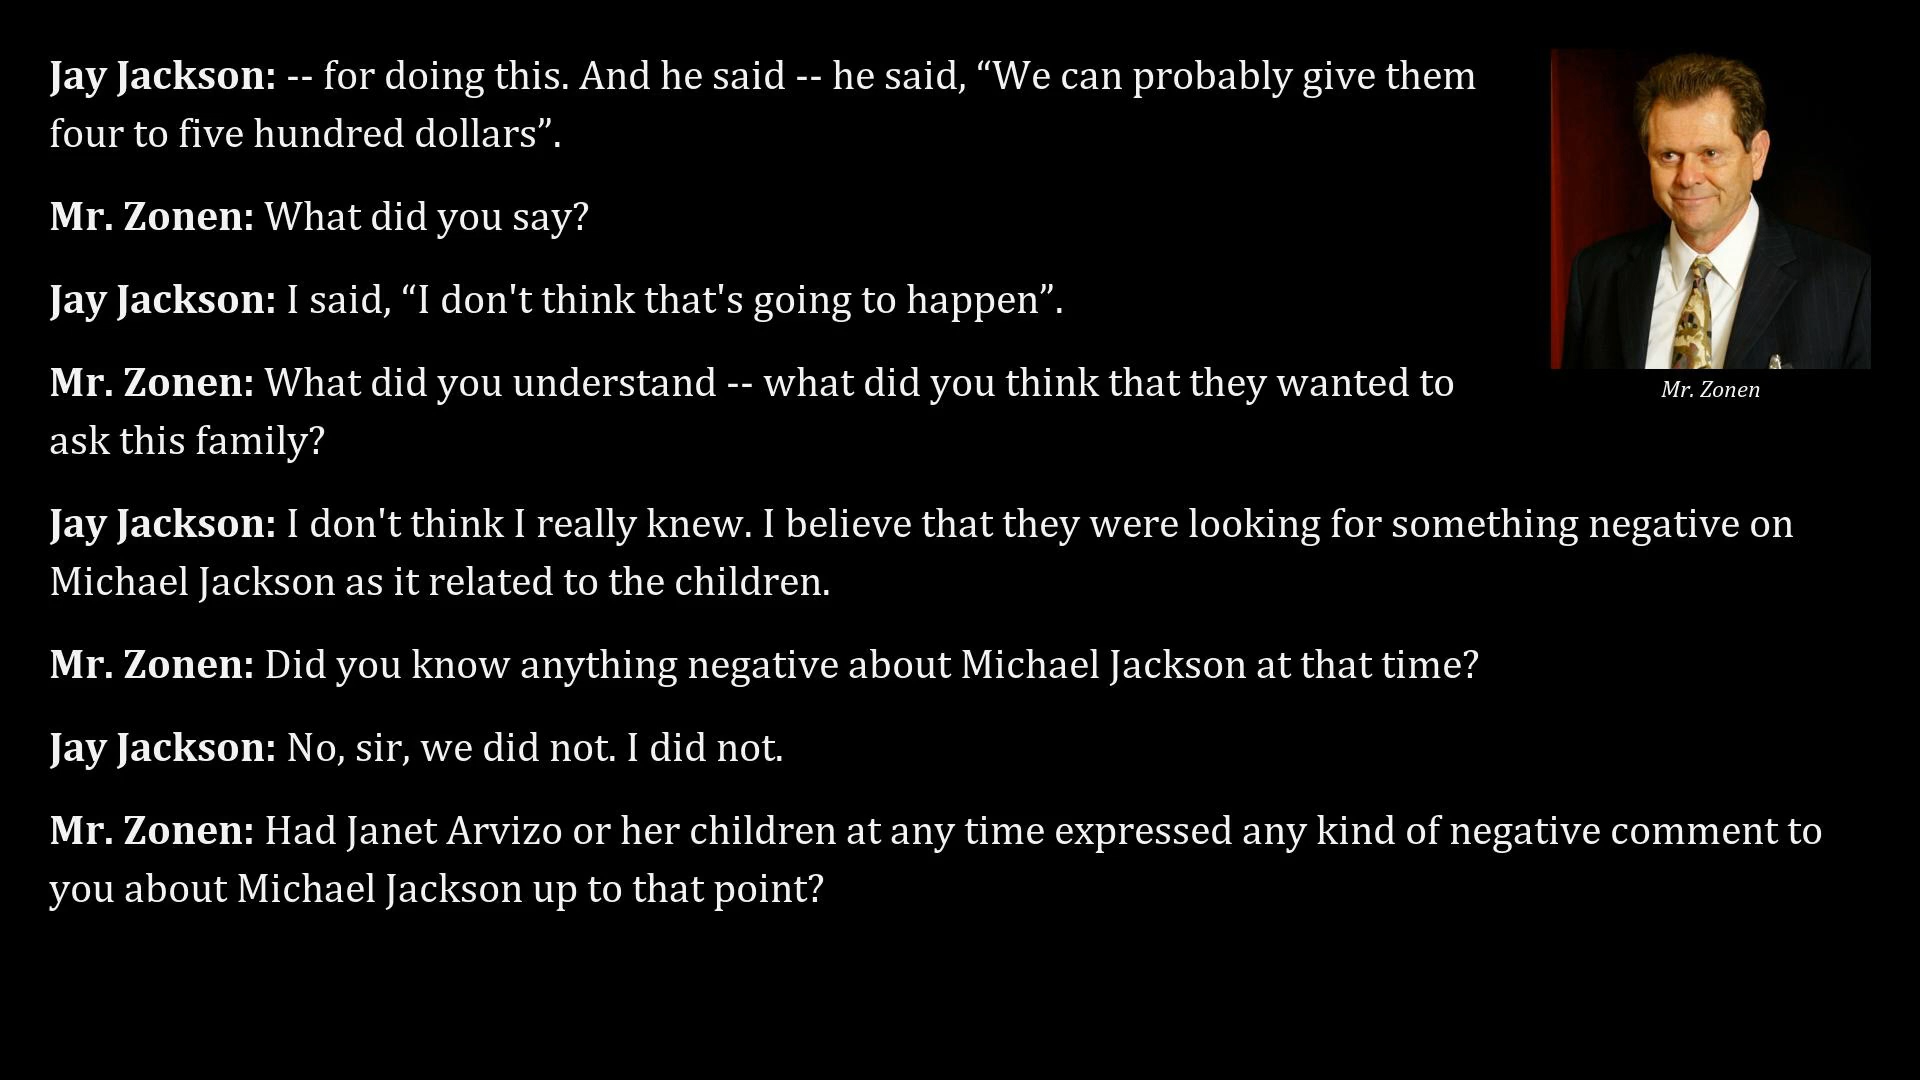 Jay Jackson: -- for doing this. And he said -- he said, “We can probably give them
four to five hundred dollars”.
Mr. Zonen: What did you say?
Jay Jackson: I said, “I don't think that's going to happen”.
Mr. Zonen: What did you understand -- what did you think that they wanted to
ask this family?
Mr. Zonen
Jay Jackson: I don't think I really knew. I believe that they were looking for something negative on
Michael Jackson as it related to the children.
Mr. Zonen: Did you know anything negative about Michael Jackson at that time?
Jay Jackson: No, sir, we did not. I did not.
Mr. Zonen: Had Janet Arvizo or her children at any time expressed any kind of negative comment to
you about Michael Jackson up to that point?